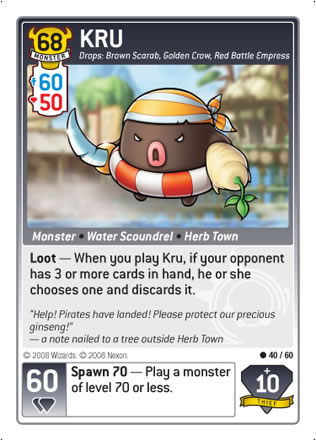 68
MONSTER
KRU
Drops: Brown Scarab, Golden Crow, Red Battle Empress
60
50
Monster • Water Scoundrel • Herb Town
Loot — When you play Kru, if your opponent
has 3 or more cards in hand, he or she
chooses one and discards it.
“Help! Pirates have landed! Please protect our precious
ginseng!”
— a note nailed to a tree outside Herb Town
© 2008 Wizards. © 2008 Nexon.
● 40 / 60
60
Spawn 70 — Play a monster
of level 70 or less.
+
10
THIEF